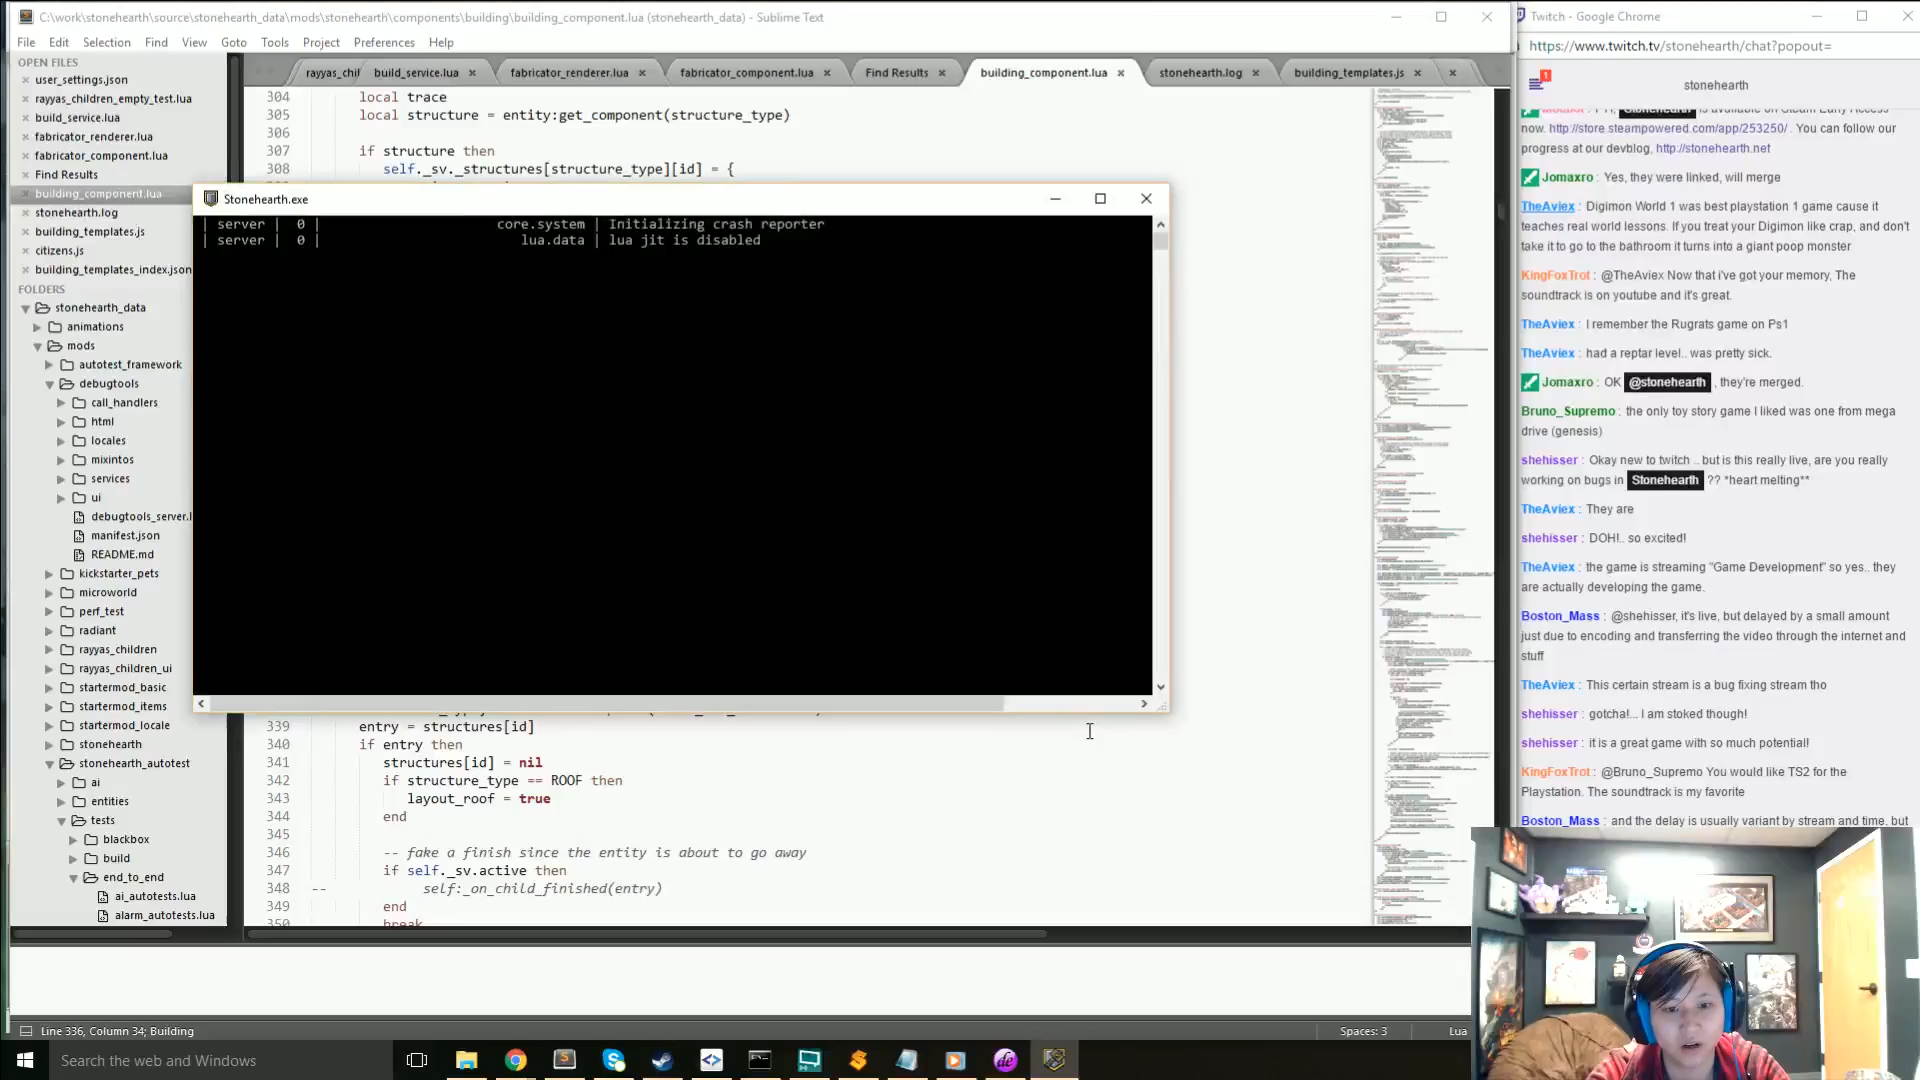 C:\work\stonehearth\source\stonehearth_data\mods\stonehearth\components\building\building_component.lua (stonehearth_data) - Sublime Text
File Edit Selection Find View Goto Tools Project Preferences Help
OPEN FILES
user_settings.json
rayyas_children_empty_test.lua
build_service.lua
fabricator_renderer.lua
fabricator_component.lua
Find Results
building_component.lua
stonehearth.log
building_templates.js
citizens.js
building_templates_index.json
FOLDERS
stonehearth_data
animations
mods
autotest_framework
debugtools
call_handlers
html
locales
mixintos
services
ui
debugtools_server.l
manifest.json
README.md
kickstarter_pets
microworld
perf_test
radiant
rayyas_children
rayyas_children_ui
startermod_basic
startermod_items
startermod_locale
stonehearth
stonehearth_autotest
ai
entities
tests
blackbox
build
end_to_end
ai_autotests.lua
alarm_autotests.lua
rayyas_chil build_service.lua fabricator_renderer.lua fabricator_component.lua Find Results building_component.lua stonehearth.log building_templates.js
304 local trace
305 local structure = entity:get_component(structure_type)
306
307 if structure then
308 self._sv._structures[structure_type][id] = {
Stonehearth.exe
| server | 0 | core.system | Initializing crash reporter
| server | 0 | lua.data | lua jit is disabled
339 entry = structures[id]
340 if entry then
341 structures[id] = nil
342 if structure_type == ROOF then
343 layout_roof = true
344 end
345
346 -- fake a finish since the entity is about to go away
347 if self._sv.active then
348 -- self:_on_child_finished(entry)
349 end
350 break
Line 336, Column 34; Building Spaces: 3 Lua
Search the web and Windows
Twitch - Google Chrome
https://www.twitch.tv/stonehearth/chat?popout=
1
stonehearth
now. http://store.steampowered.com/app/253250/ . You can follow our
progress at our devblog, http://stonehearth.net
Jomaxro : Yes, they were linked, will merge
TheAviex : Digimon World 1 was best playstation 1 game cause it
teaches real world lessons. If you treat your Digimon like crap, and don't
take it to go to the bathroom it turns into a giant poop monster
KingFoxTrot : @TheAviex Now that i've got your memory, The
soundtrack is on youtube and it's great.
TheAviex : I remember the Rugrats game on Ps1
TheAviex : had a reptar level.. was pretty sick.
Jomaxro : OK @stonehearth , they're merged.
Bruno_Supremo : the only toy story game I liked was one from mega
drive (genesis)
shehisser : Okay new to twitch .. but is this really live, are you really
working on bugs in Stonehearth ?? *heart melting**
TheAviex : They are
shehisser : DOH!.. so excited!
TheAviex : the game is streaming "Game Development" so yes.. they
are actually developing the game.
Boston_Mass : @shehisser, it's live, but delayed by a small amount
just due to encoding and transferring the video through the internet and
stuff
TheAviex : This certain stream is a bug fixing stream tho
shehisser : gotcha!... I am stoked though!
shehisser : it is a great game with so much potential!
KingFoxTrot : @Bruno_Supremo You would like TS2 for the
Playstation. The soundtrack is my favorite
Boston_Mass : and the delay is usually variant by stream and time, but